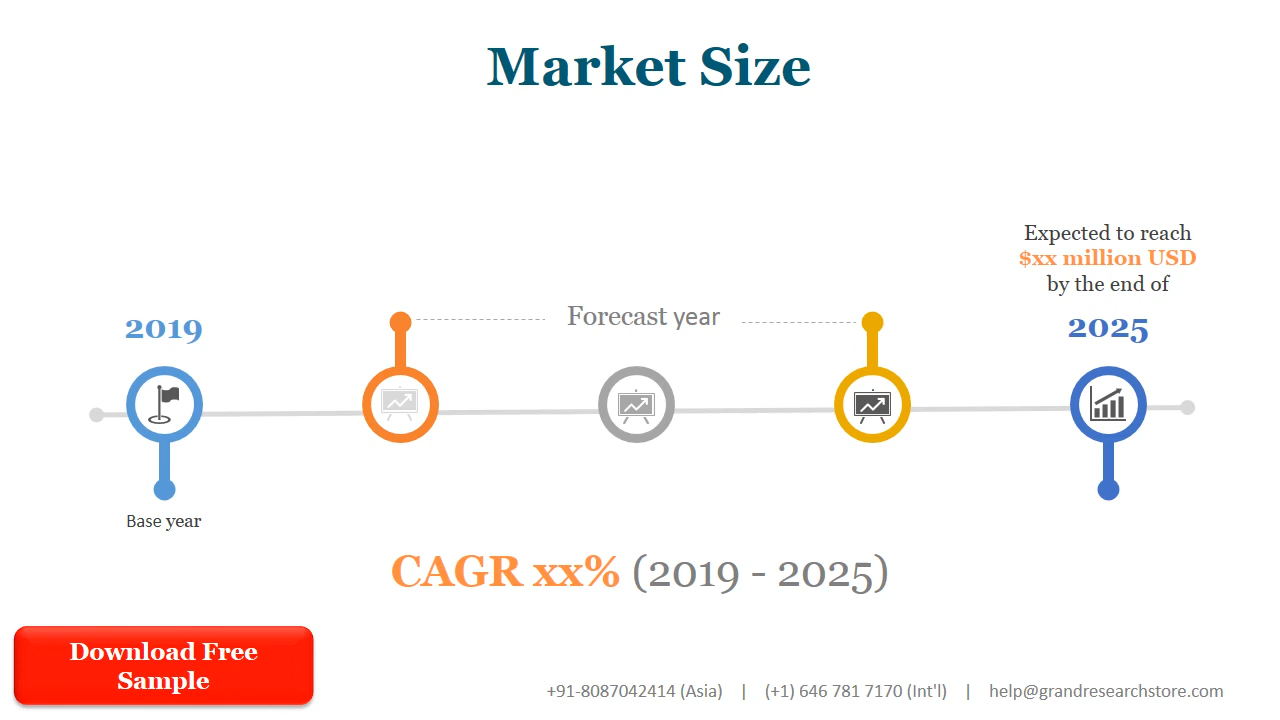 Market Size
Expected to reach
$xx million USD
by the end of
2019
Forecast year
2025
Base year
CAGR xx% (2019 - 2025)
Download Free
Sample
+91-8087042414 (Asia) | (+1) 646 781 7170 (Int'l) | help@grandresearchstore.com